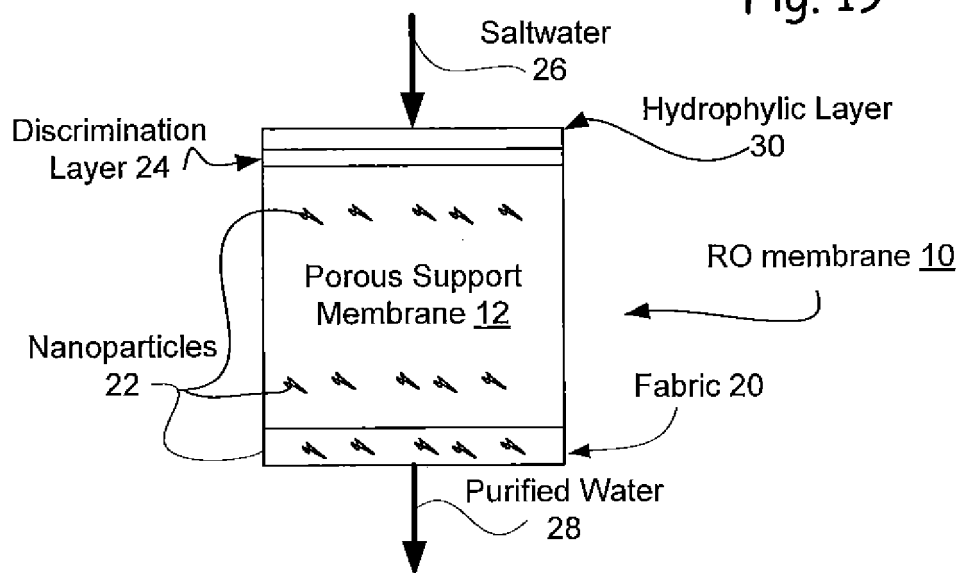 Fig. 19
Saltwater
26
Hydrophylic Layer
30
Discrimination
Layer 24
RO membrane 10
Porous Support
Membrane 12
Nanoparticles
22
Fabric 20
Purified Water
28